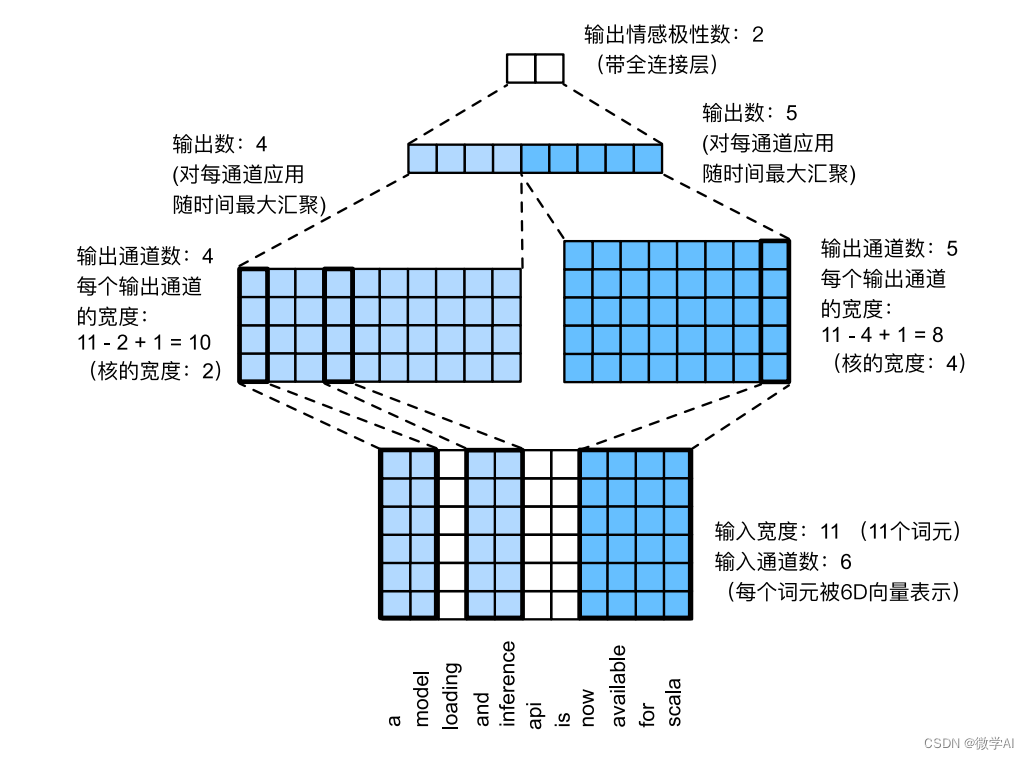 输出情感极性数：2
（带全连接层）
输出数：4
(对每通道应用
随时间最大汇聚)
输出数：5
(对每通道应用
随时间最大汇聚)
输出通道数：4
每个输出通道
的宽度：
11 - 2 + 1 = 10
（核的宽度：2）
输出通道数：5
每个输出通道
的宽度：
11 - 4 + 1 = 8
（核的宽度：4）
输入宽度：11 （11个词元）
输入通道数：6
（每个词元被6D向量表示）
a
model
loading
and
inference
api
is
now
available
for
scala
CSDN @微学AI